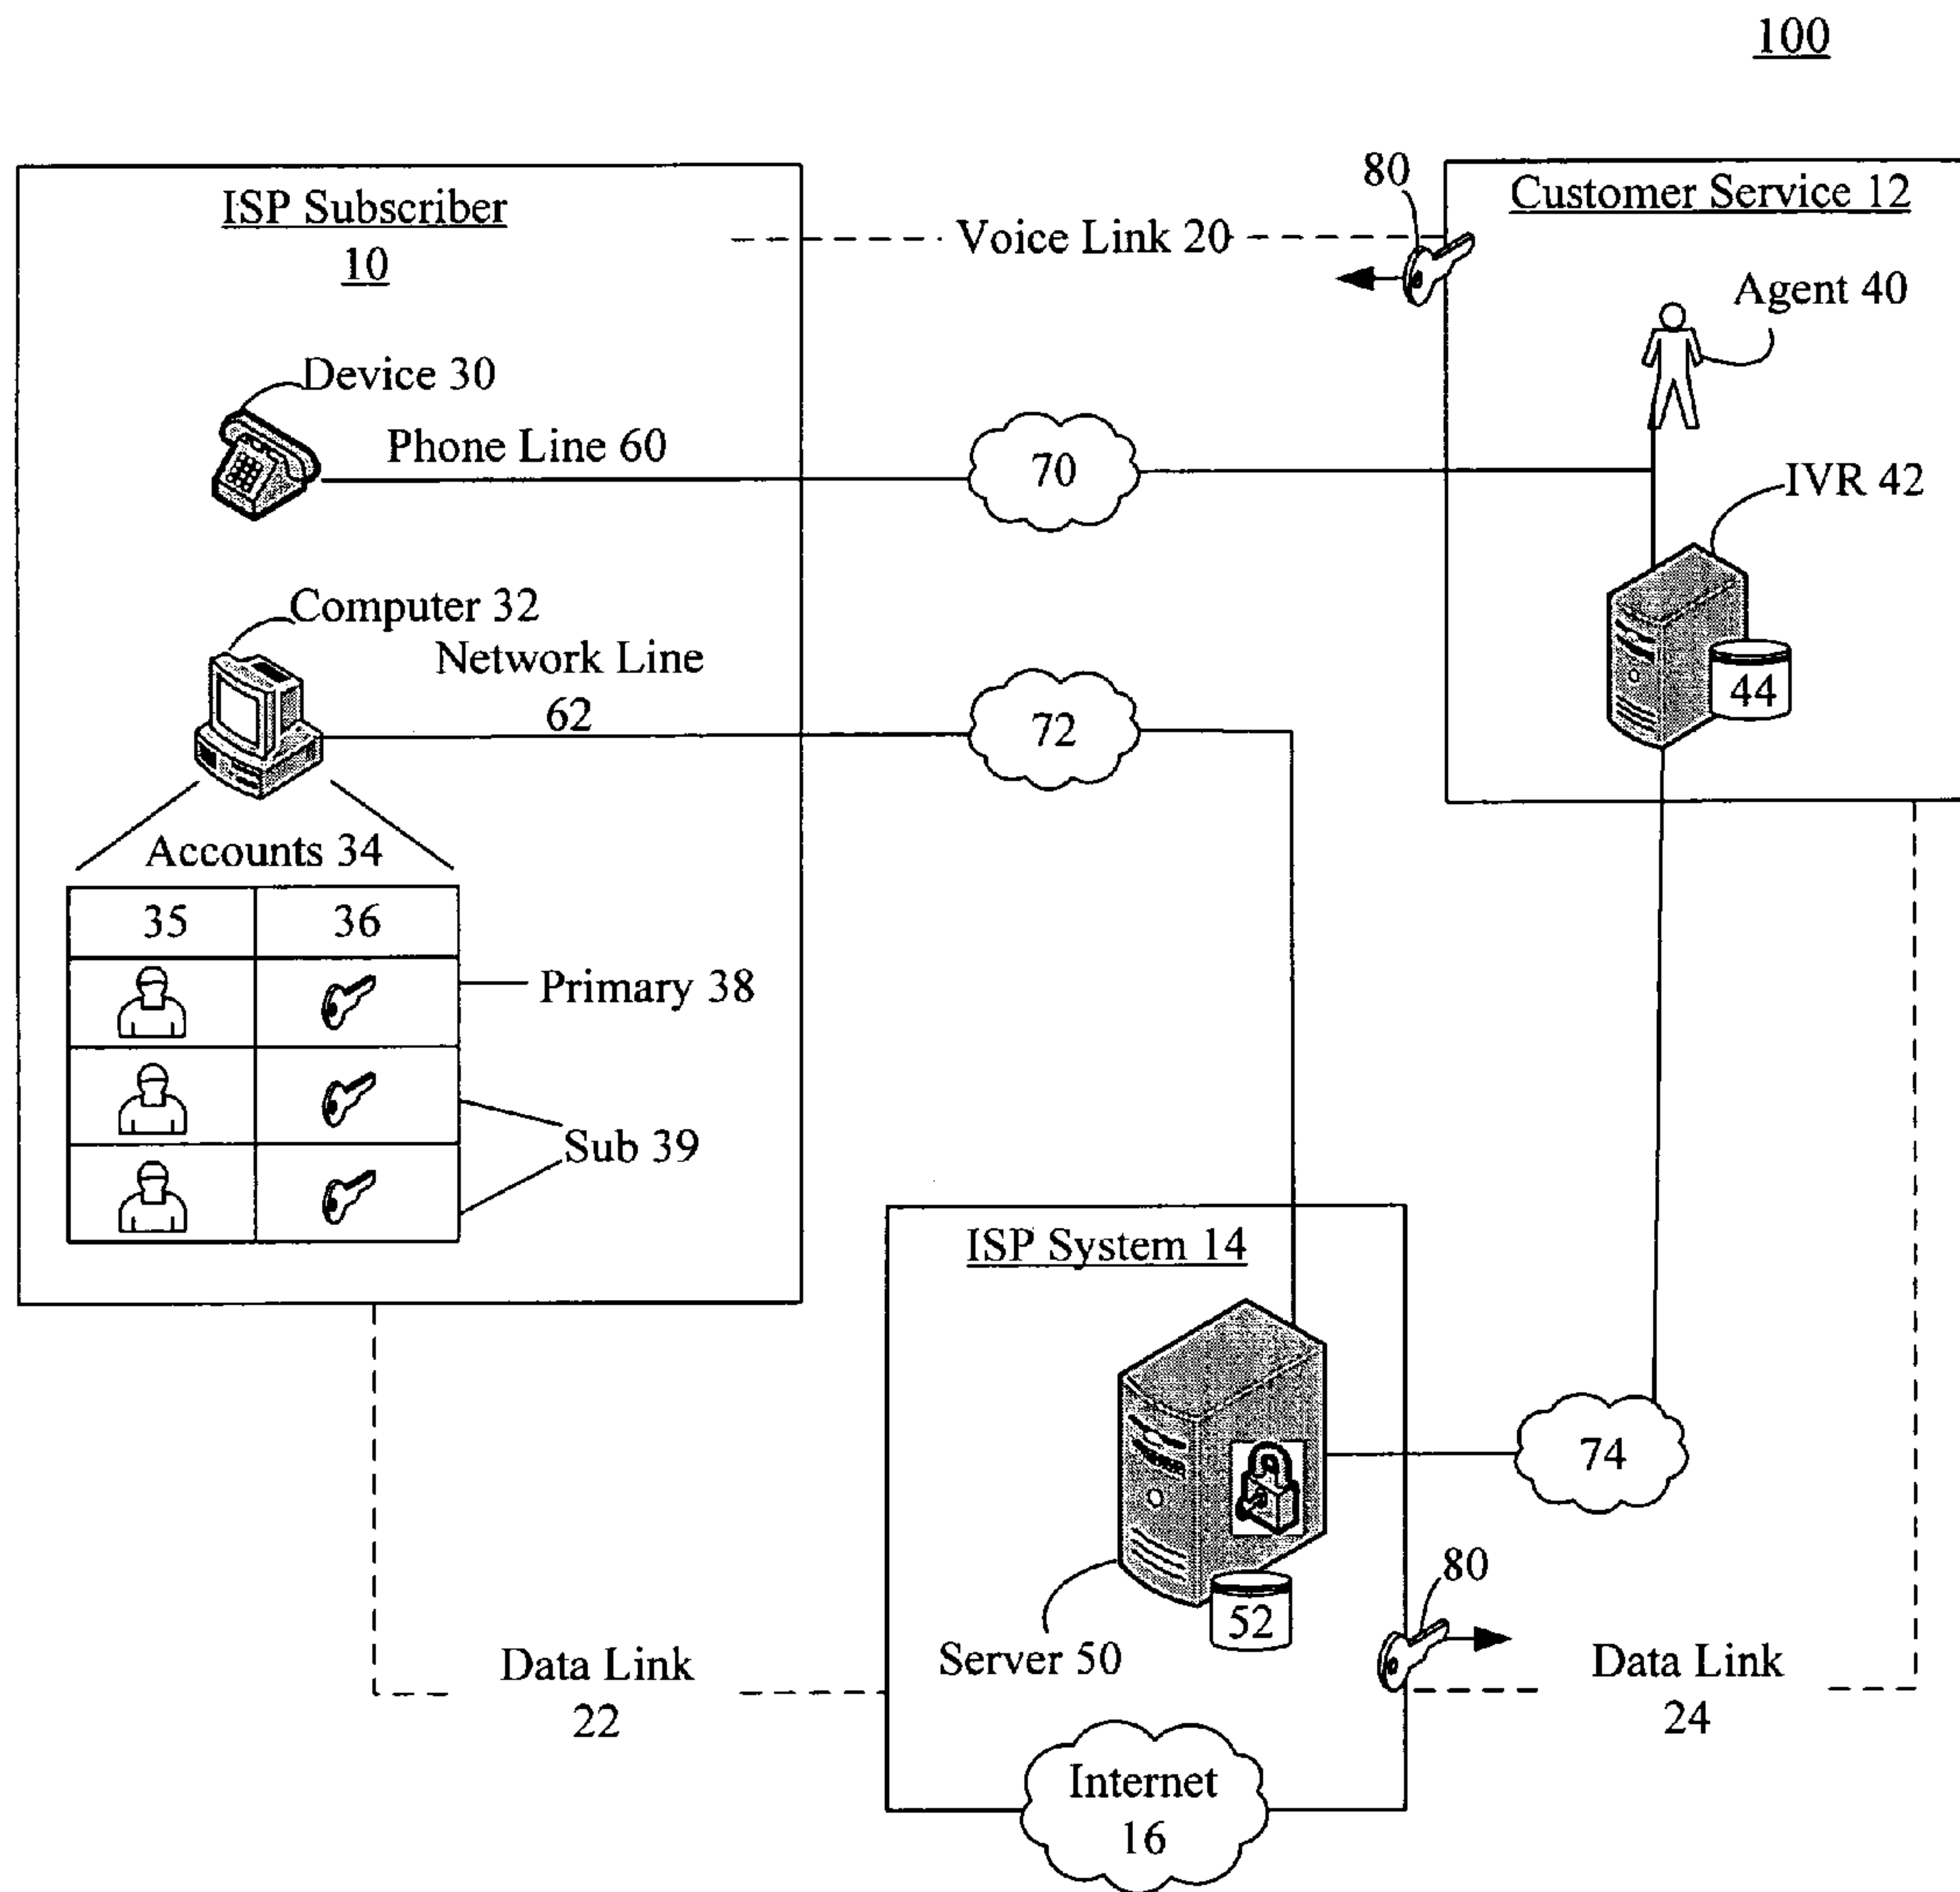 100
ISP Subscriber
10
Voice Link 20
80
Customer Service 12
Agent 40
Device 30
Phone Line 60
70
IVR 42
44
Computer 32
Network Line
62
72
Accounts 34
35 36
Primary 38
Sub 39
ISP System 14
74
Server 50
52
80
Data Link
22
Data Link
24
Internet
16